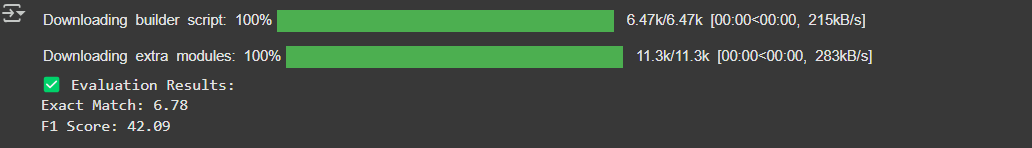 Downloading builder script: 100% 6.47k/6.47k [00:00<00:00, 215kB/s]
Downloading extra modules: 100% 11.3k/11.3k [00:00<00:00, 283kB/s]
✅ Evaluation Results:
Exact Match: 6.78
F1 Score: 42.09